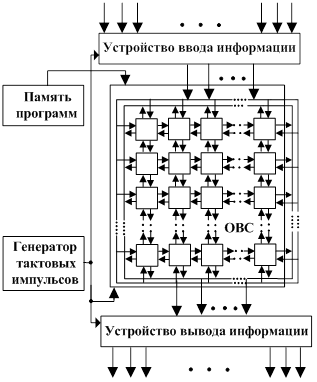 Устройство ввода информации
Память
программ
ОВС
Генератор
тактовых
импульсов
Устройство вывода информации